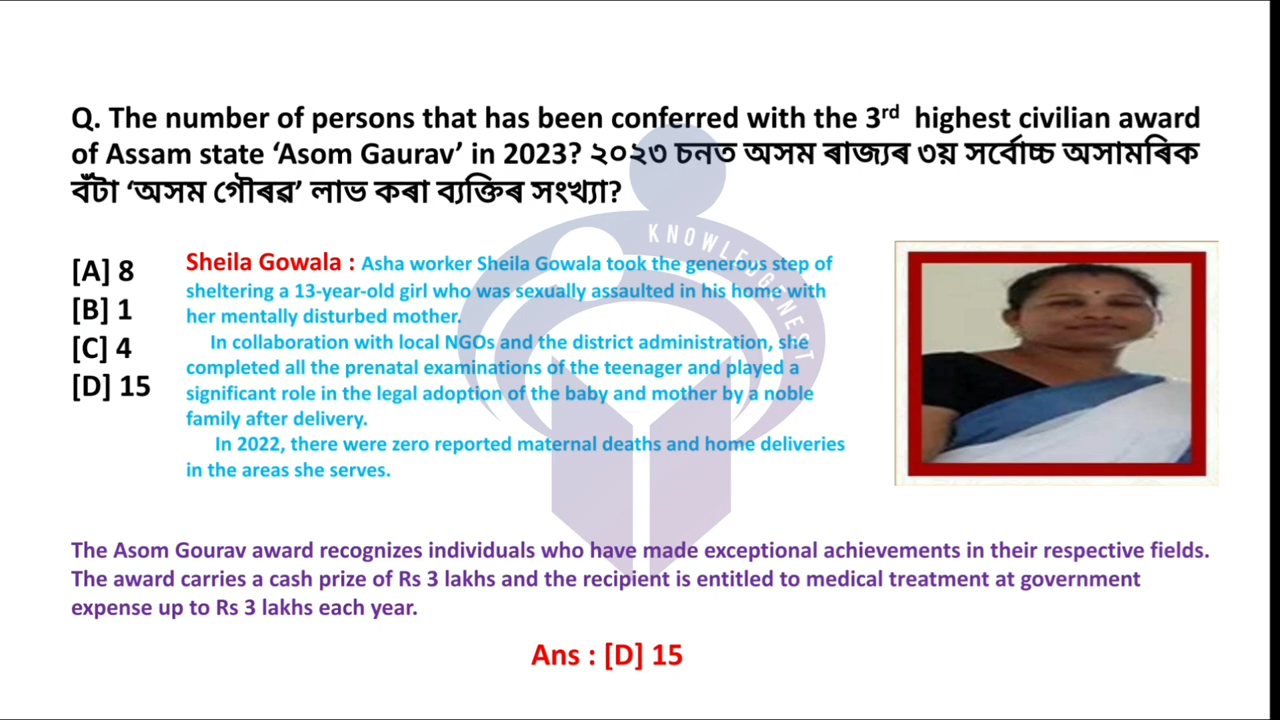 Q. The number of persons that has been conferred with the 3rd highest civilian award
of Assam state ‘Asom Gaurav’ in 2023? ২০২৩ চনত অসম ৰাজ্যৰ ৩য় সৰ্বোচ্চ অসামৰিক
বঁটা ‘অসম গৌৰৱ’ লাভ কৰা ব্যক্তিৰ সংখ্যা?
[A] 8
[B] 1
[C] 4
[D] 15
Sheila Gowala : Asha worker Sheila Gowala took the generous step of
sheltering a 13-year-old girl who was sexually assaulted in his home with
her mentally disturbed mother.
In collaboration with local NGOs and the district administration, she
completed all the prenatal examinations of the teenager and played a
significant role in the legal adoption of the baby and mother by a noble
family after delivery.
In 2022, there were zero reported maternal deaths and home deliveries
in the areas she serves.
KNOWLEDGENEST
The Asom Gourav award recognizes individuals who have made exceptional achievements in their respective fields.
The award carries a cash prize of Rs 3 lakhs and the recipient is entitled to medical treatment at government
expense up to Rs 3 lakhs each year.
Ans : [D] 15